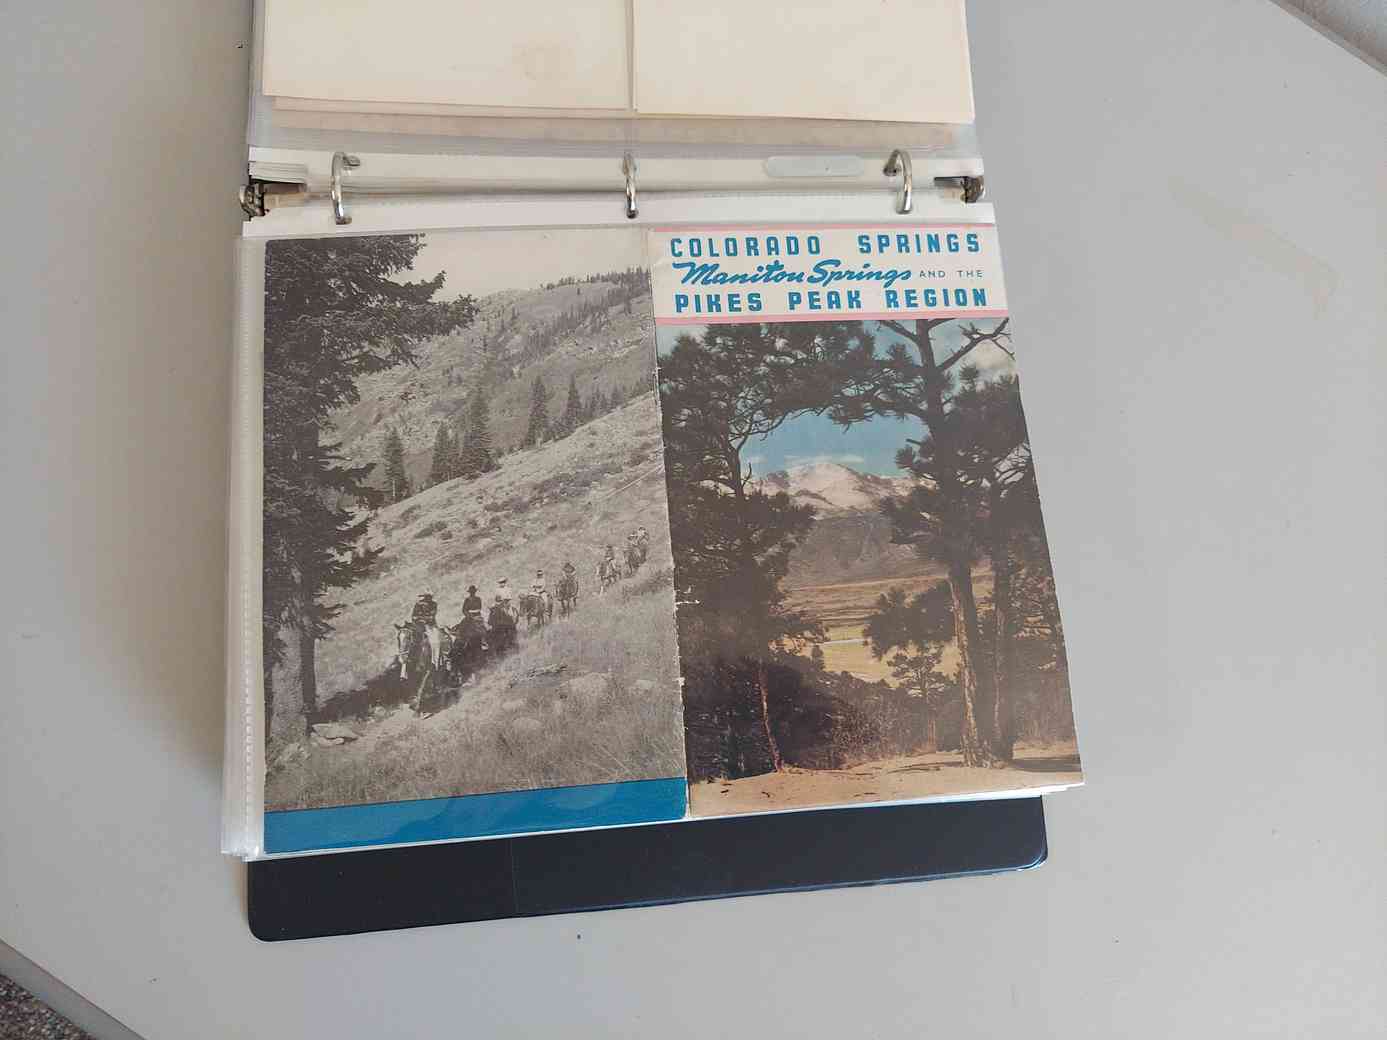 COLORADO SPRINGS
Manitou Springs AND THE
PIKES PEAK REGION